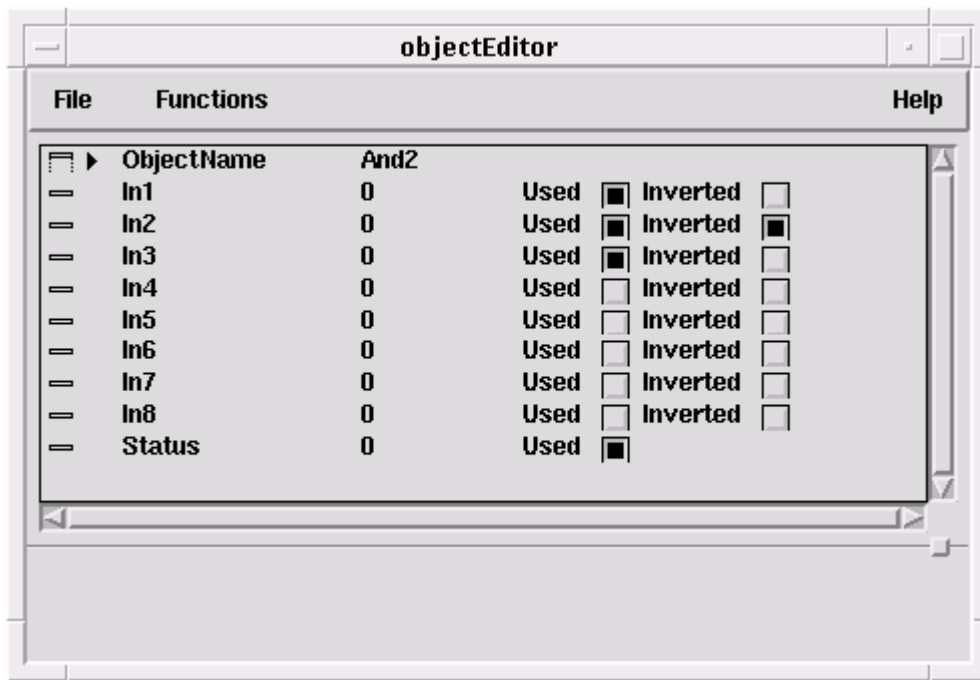 objectEditor
File Functions Help
ObjectName And2
In1 0 Used Inverted
In2 0 Used Inverted
In3 0 Used Inverted
In4 0 Used Inverted
In5 0 Used Inverted
In6 0 Used Inverted
In7 0 Used Inverted
In8 0 Used Inverted
Status 0 Used